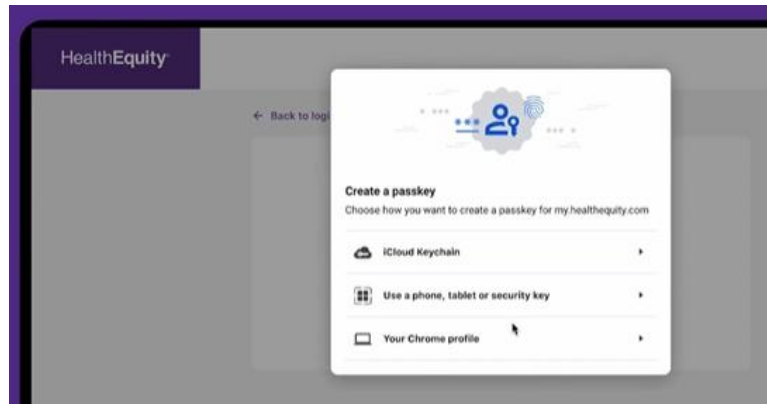 HealthEquity
← Back to logi
Create a passkey
Choose how you want to create a passkey for my.healthequity.com
iCloud Keychain
Use a phone, tablet or security key
Your Chrome profile